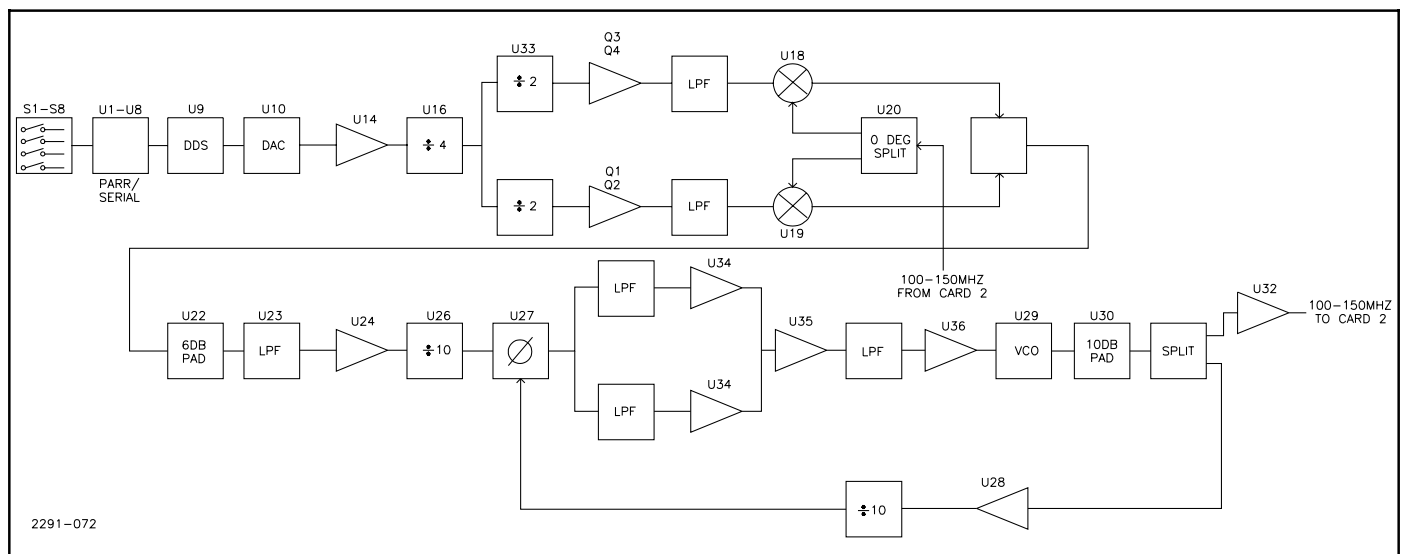 Q3
Q4
U33
U18
S1-S8
U1-U8
U9
U10
U14
U16
÷ 2
LPF
U20
DDS
DAC
÷ 4
0 DEG
SPLIT
PARR/
SERIAL
Q1
Q2
÷ 2
LPF
U19
100-150MHZ
FROM CARD 2
U22
U23
U24
U26
U27
LPF
U34
U35
U36
U29
U30
U32
100-150MHZ
TO CARD 2
6DB
PAD
LPF
÷10
LPF
VCO
10DB
PAD
SPLIT
U34
LPF
U28
÷10
2291-072